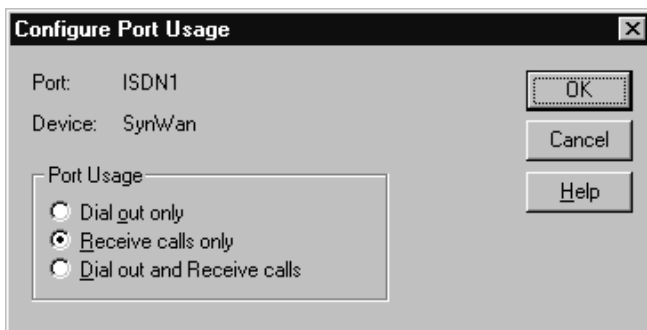 Configure Port Usage
Port: ISDN1
Device: SynWan
Port Usage
Dial out only
Receive calls only
Dial out and Receive calls
OK
Cancel
Help